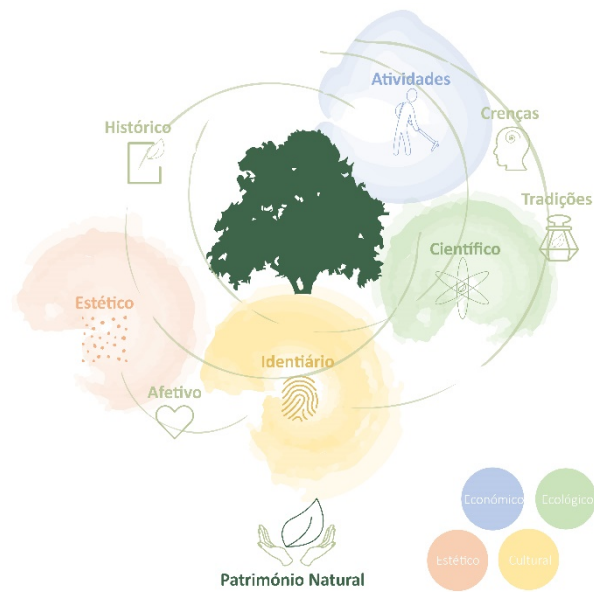 Atividades
Histórico
Crenças
Tradições
Científico
Estético
Identiário
Afetivo
Económico
Ecológico
Estético
Cultural
Património Natural